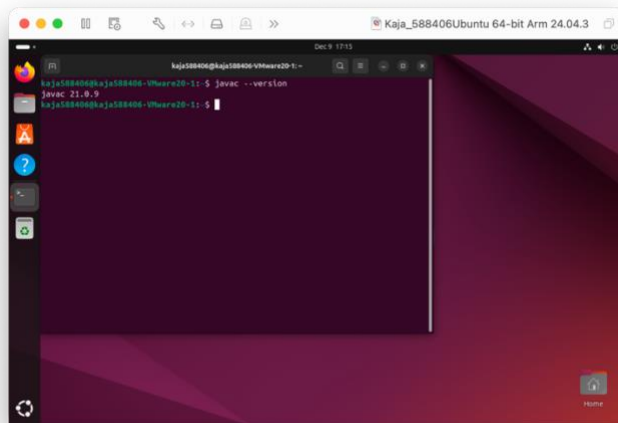 Kaja_588406Ubuntu 64-bit Arm 24.04.3
Dec 9 17:13
kaja588406@kaja588406-VMware20-1: ~
kaja588406@kaja588406-VMware20-1:~$ javac --version
javac 21.0.9
kaja588406@kaja588406-VMware20-1:~$
Home